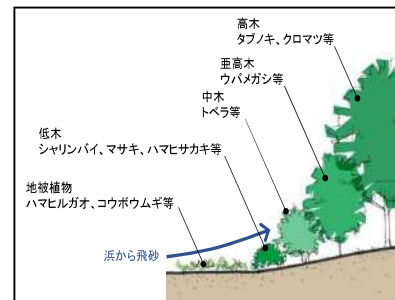 高木
タブノキ、クロマツ等
亜高木
ウバメガシ等
中木
トベラ等
低木
シャリンバイ、マサキ、ハマヒサカキ等
地被植物
ハマヒルガオ、コウボウムギ等
浜から飛砂